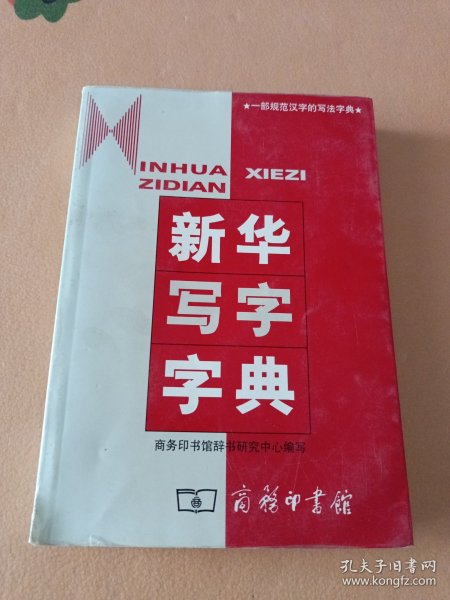 ★一部规范汉字的写法字典★
XINHUA XIEZI
ZIDIAN
新华
写字
字典
商务印书馆辞书研究中心编写
商務印書館
孔夫子旧书网
www.kongfz.com